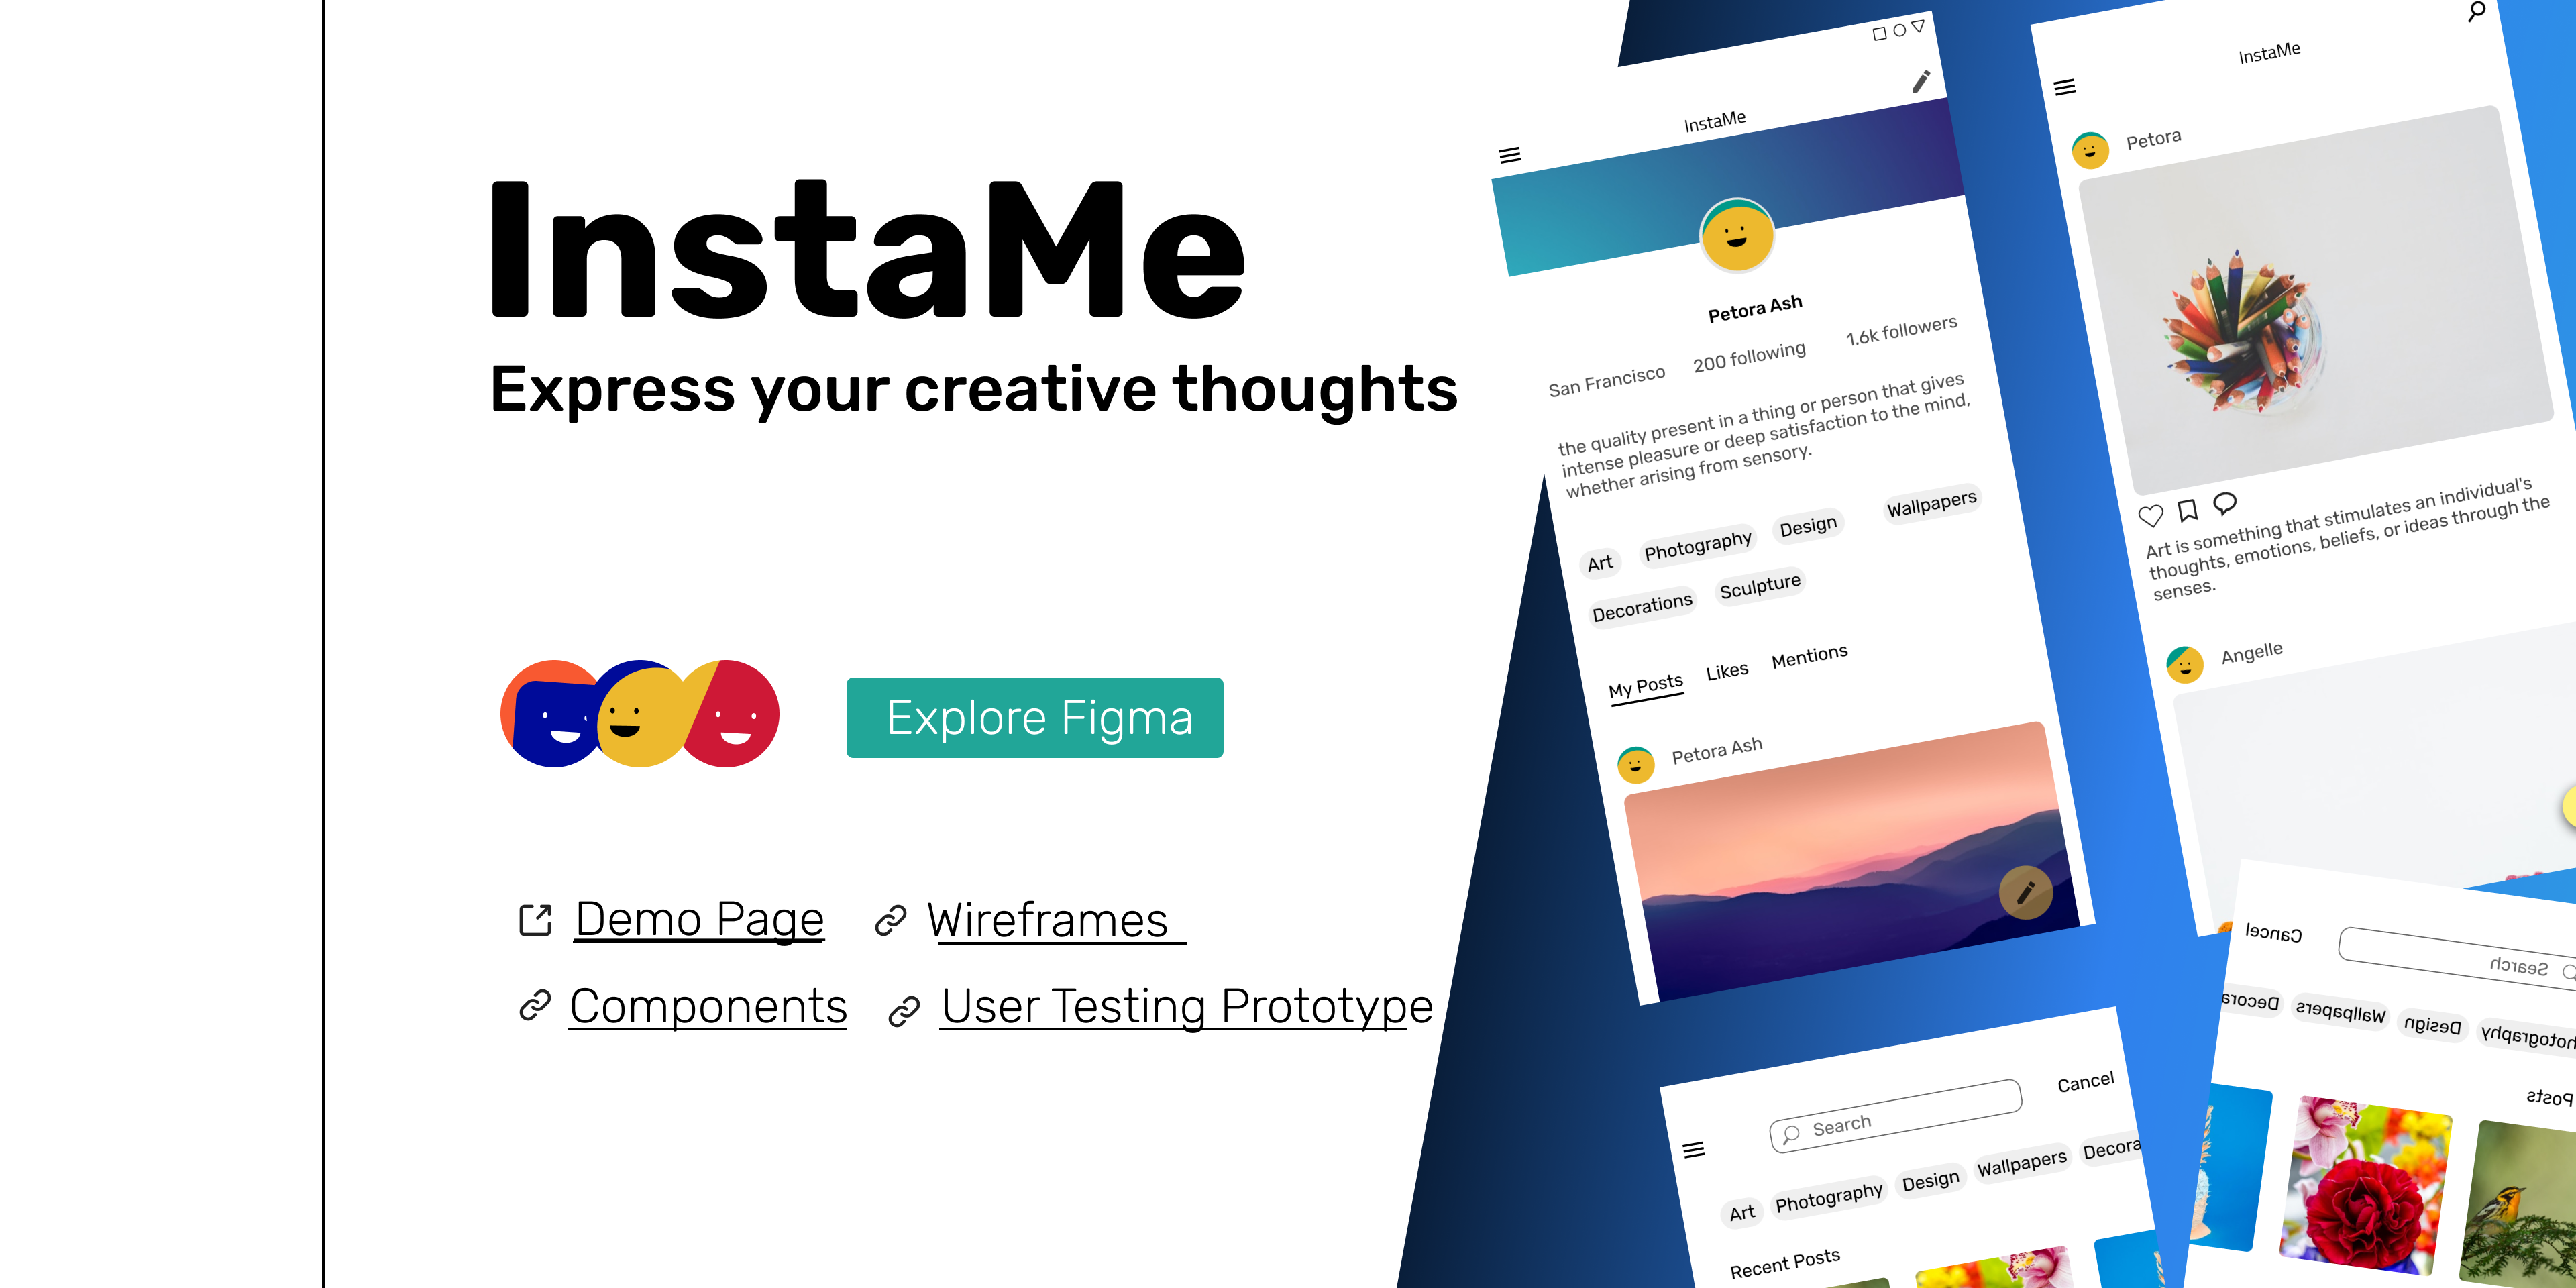 InstaMe
Express your creative thoughts
Explore Figma
Demo Page
Wireframes
Components
User Testing Prototype
InstaMe
Petora Ash
San Francisco
200 following
1.6k followers
the quality present in a thing or person that gives
intense pleasure or deep satisfaction to the mind,
whether arising from sensory.
Art
Photography
Design
Wallpapers
Decorations
Sculpture
My Posts
Likes
Mentions
Petora Ash
InstaMe
Petora
Art is something that stimulates an individual's
thoughts, emotions, beliefs, or ideas through the
senses.
Angelle
Search
Cancel
Art
Photography
Design
Wallpapers
Decora
Recent Posts
Cancel
Search
Decora
Wallpapers
Design
hotography
Posts